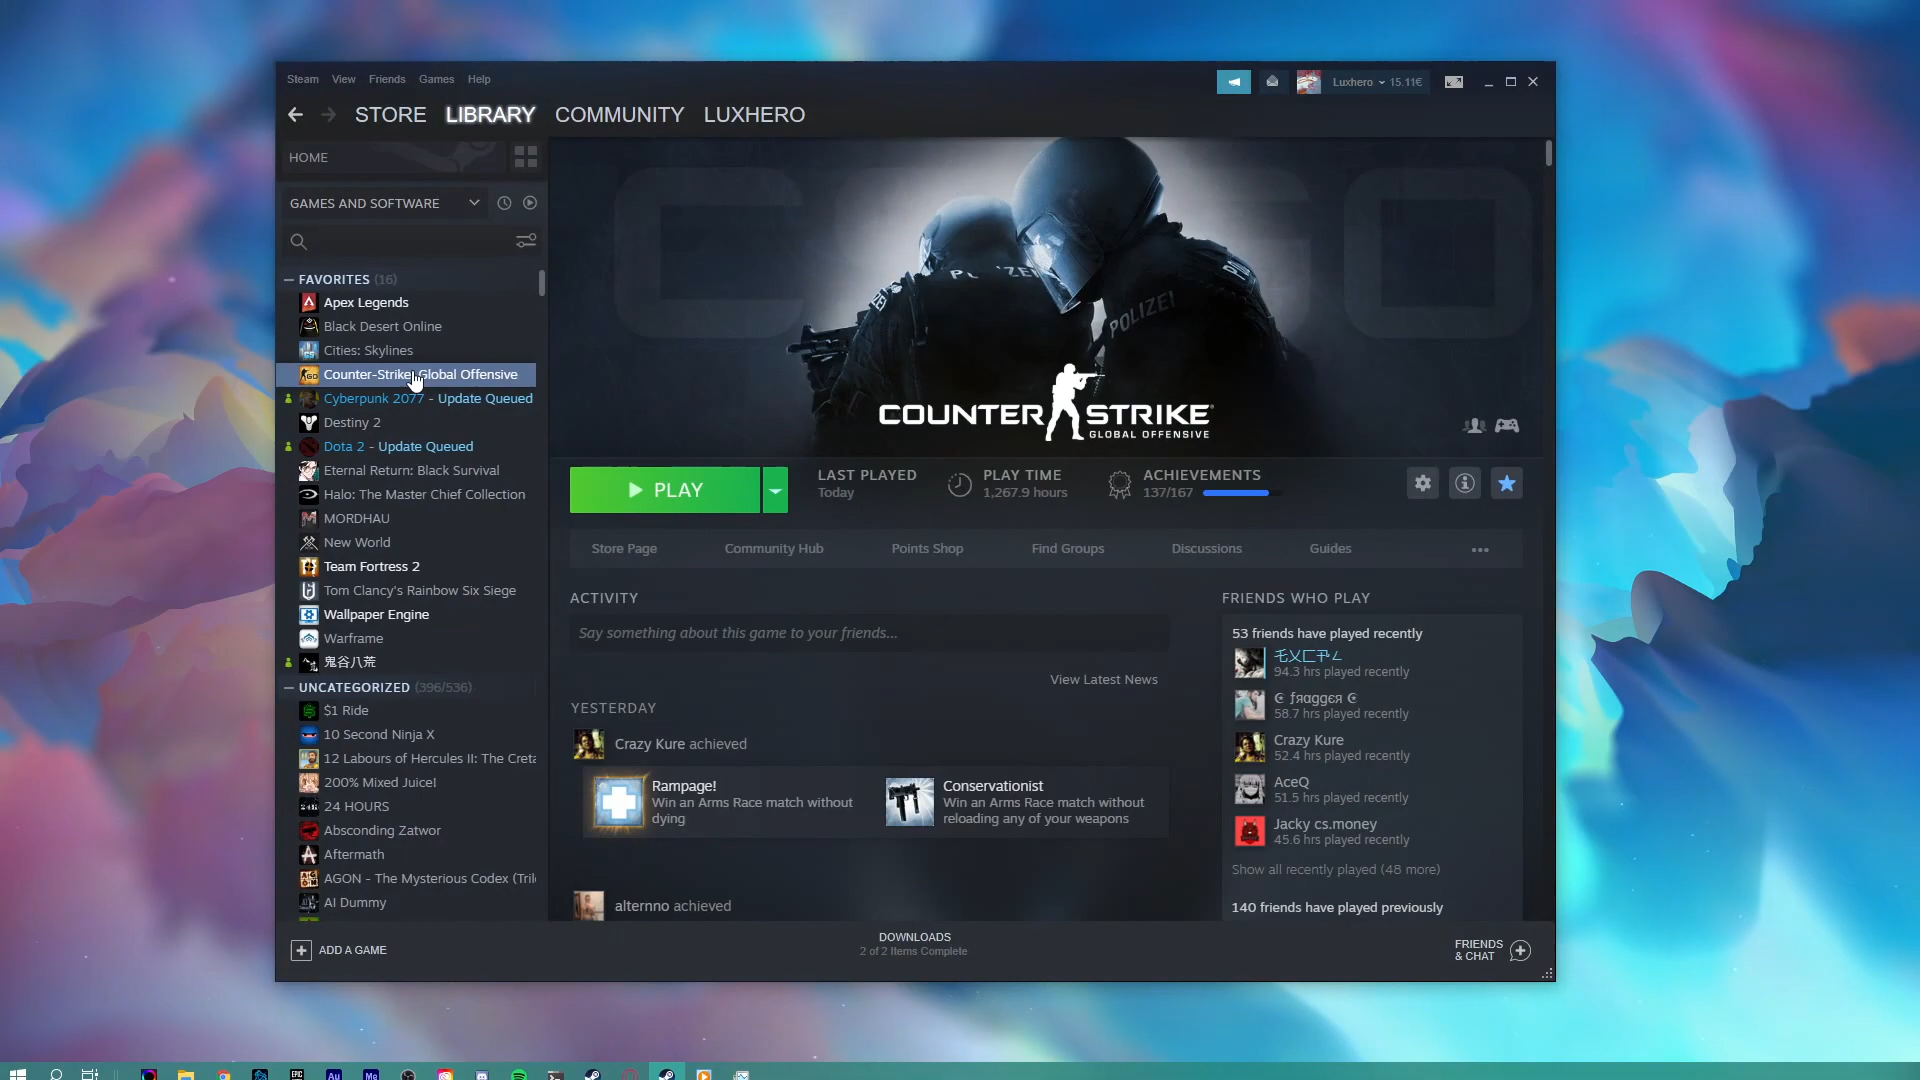 Steam View Friends Games Help
Luxhero 15.11€
STORE LIBRARY COMMUNITY LUXHERO
HOME
GAMES AND SOFTWARE
FAVORITES (16)
Apex Legends
Black Desert Online
Cities: Skylines
Counter-Strike: Global Offensive
Cyberpunk 2077 - Update Queued
Destiny 2
Dota 2 - Update Queued
Eternal Return: Black Survival
Halo: The Master Chief Collection
MORDHAU
New World
Team Fortress 2
Tom Clancy's Rainbow Six Siege
Wallpaper Engine
Warframe
鬼谷八荒
UNCATEGORIZED (396/536)
$1 Ride
10 Second Ninja X
12 Labours of Hercules II: The Creta
200% Mixed Juice!
24 HOURS
Absconding Zatwor
Aftermath
AGON - The Mysterious Codex (Tril
AI Dummy
ADD A GAME
POLIZEI
POLIZEI
COUNTER STRIKE
GLOBAL OFFENSIVE
PLAY
LAST PLAYED
Today
PLAY TIME
1,267.9 hours
ACHIEVEMENTS
137/167
Store Page Community Hub Points Shop Find Groups Discussions Guides
ACTIVITY
Say something about this game to your friends...
View Latest News
YESTERDAY
Crazy Kure achieved
Rampage!
Win an Arms Race match without
dying
Conservationist
Win an Arms Race match without
reloading any of your weapons
alternno achieved
FRIENDS WHO PLAY
53 friends have played recently
94.3 hrs played recently
58.7 hrs played recently
Crazy Kure
52.4 hrs played recently
AceQ
51.5 hrs played recently
Jacky cs.money
45.6 hrs played recently
Show all recently played (48 more)
140 friends have played previously
DOWNLOADS
2 of 2 Items Complete
FRIENDS
& CHAT
EPIC
Au
Me